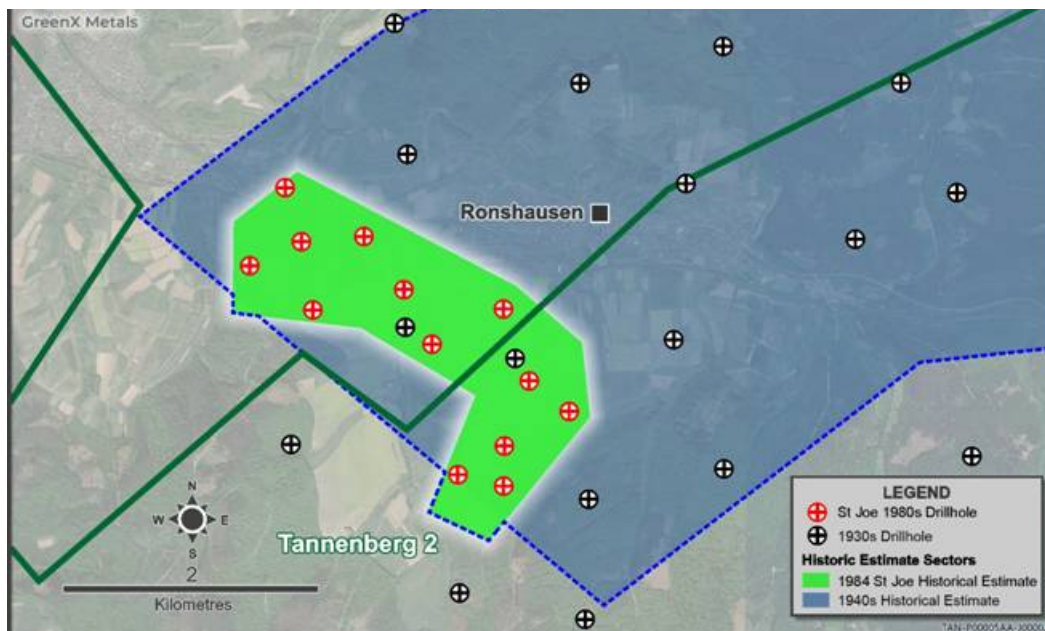 GreenX Metals
Ronshausen
N
W E
S
Tannenberg 2
2
Kilometres
LEGEND
St Joe 1980s Drillhole
1930s Drillhole
Historic Estimate Sectors
1984 St Joe Historical Estimate
1940s Historical Estimate